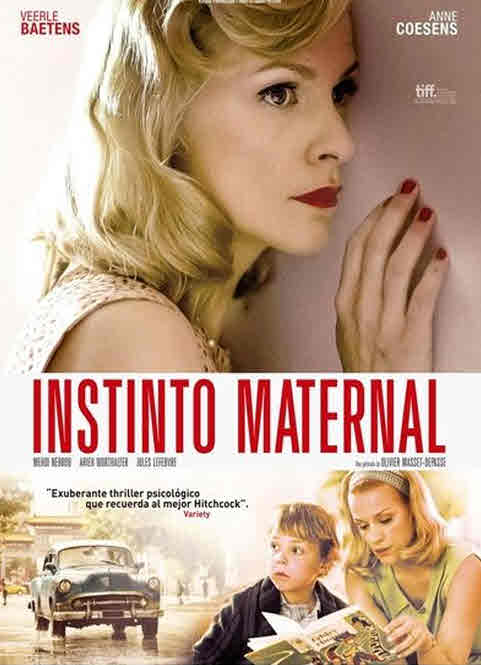 VEERLE
BAETENS
ANNE
COESENS
tiff.
INSTINTO MATERNAL
MEHDI NEBBOU ARIEH WORTHALTER JULES LEFEBVRE
Una película de OLIVIER MASSET-DEPASSE
"Exuberante thriller psicológico
que recuerda al mejor Hitchcock".
Variety